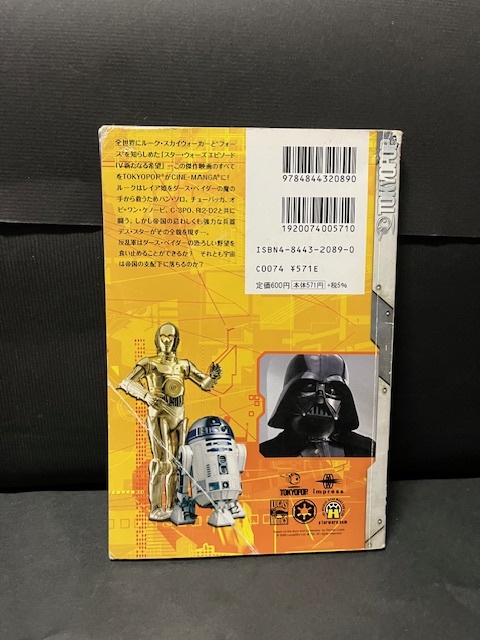 全世界にルーク・スカイウォーカーと"フォー
ス"を知らしめた『スター・ウォーズエピソード
IV新たなる希望』―この傑作映画のすべて
をTOKYOPOP®がCINE-MANGA®に！
ルークはレイア姫をダース・ベイダーの魔の
手から救うためハン・ソロ、チューバッカ、オ
ビ=ワン・ケノービ、C-3PO、R2-D2と共に
闘う。しかし帝国の忌わしくも強力な兵器
デス・スターがその全貌を現す―。
反乱軍はダース・ベイダーの恐ろしい野望を
食い止めることができるか？ それとも宇宙
は帝国の支配下に落ちるのか？
9784844320890
1920074005710
ISBN4-8443-2089-0
C0074 ¥571E
定価600円 本体571円 +税5%
TOKYOPOP
TOKYOPOP
impress
starwars.com